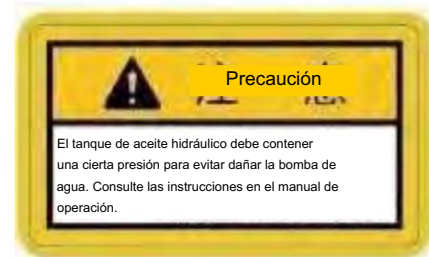 Precaución
El tanque de aceite hidráulico debe contener
una cierta presión para evitar dañar la bomba de
agua. Consulte las instrucciones en el manual de
operación.